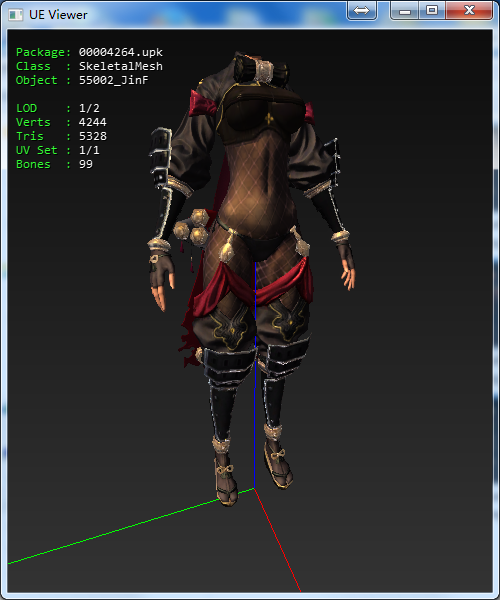 UE Viewer
Package: 00004264.upk
Class : SkeletalMesh
Object : 55002_JinF
LOD : 1/2
Verts : 4244
Tris : 5328
UV Set : 1/1
Bones : 99